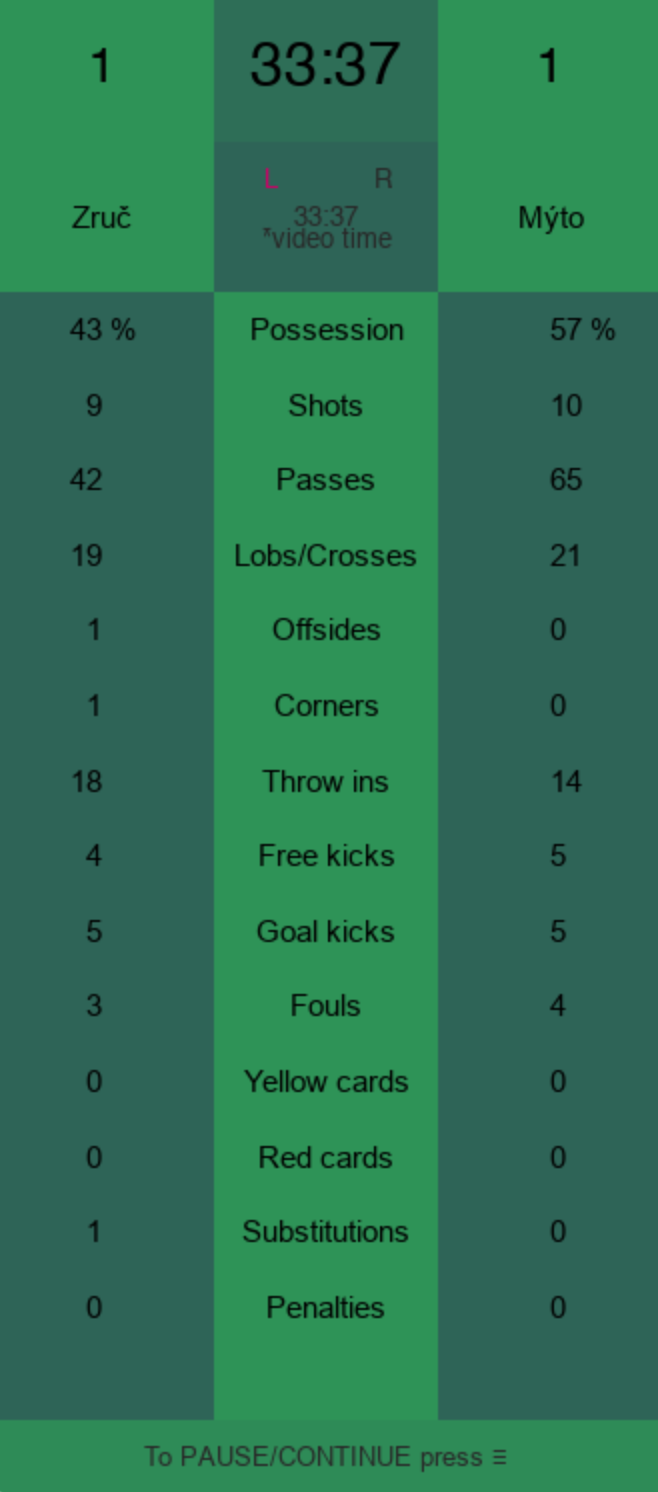 1 33:37 1
L R
Zruč 33:37 Mýto
*video time
43 % Possession 57 %
9 Shots 10
42 Passes 65
19 Lobs/Crosses 21
1 Offsides 0
1 Corners 0
18 Throw ins 14
4 Free kicks 5
5 Goal kicks 5
3 Fouls 4
0 Yellow cards 0
0 Red cards 0
1 Substitutions 0
0 Penalties 0
To PAUSE/CONTINUE press ☰